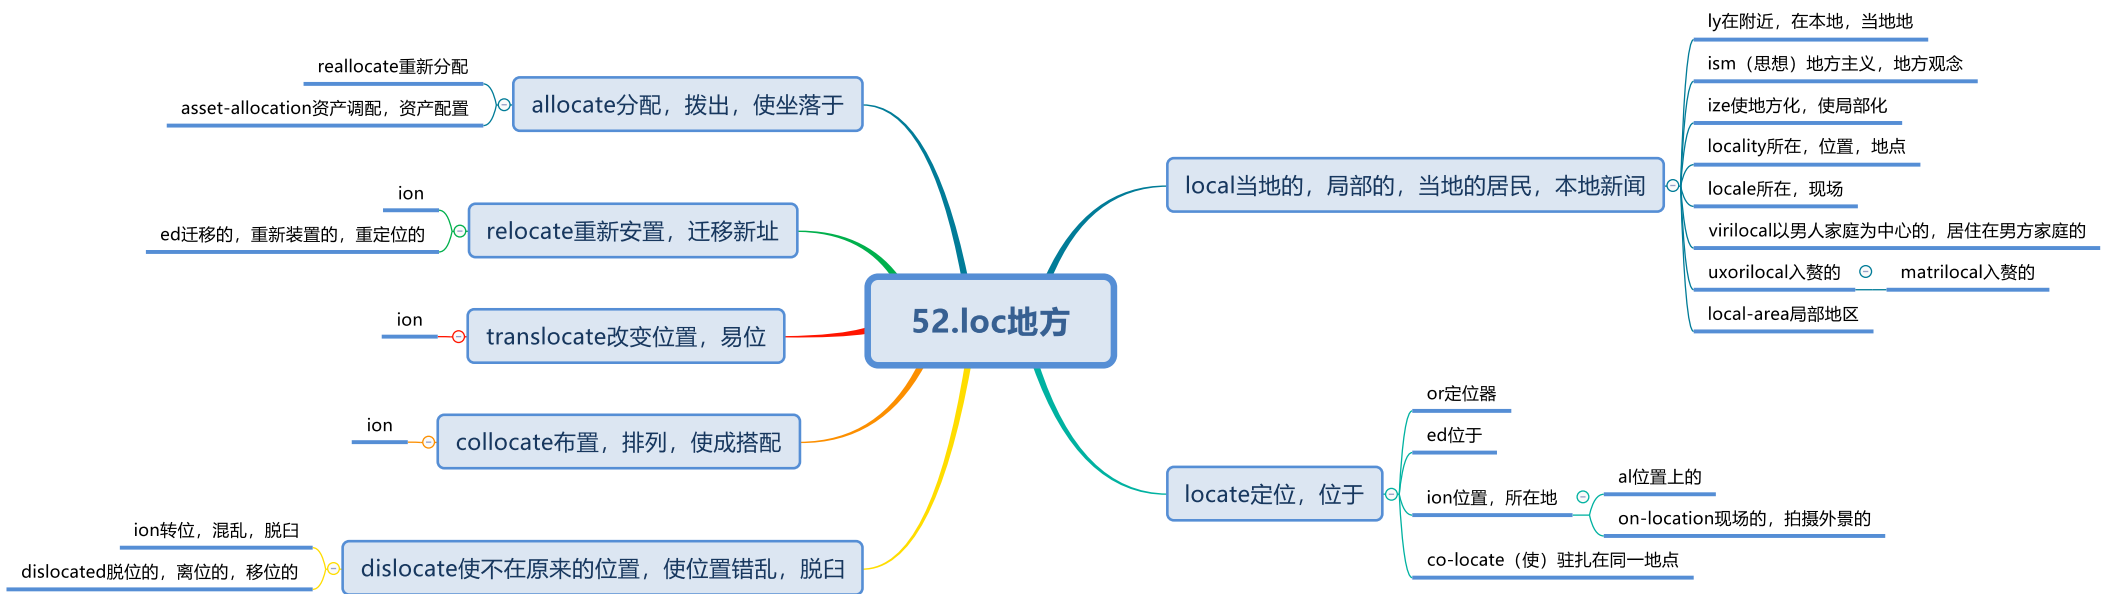 52.loc地方
local当地的，局部的，当地的居民，本地新闻
ly在附近，在本地，当地地
ism（思想）地方主义，地方观念
ize使地方化，使局部化
locality所在，位置，地点
locale所在，现场
virilocal以男人家庭为中心的，居住在男方家庭的
uxorilocal入赘的
matrilocal入赘的
local-area局部地区
locate定位，位于
or定位器
ed位于
ion位置，所在地
al位置上的
on-location现场的，拍摄外景的
co-locate（使）驻扎在同一地点
allocate分配，拨出，使坐落于
reallocate重新分配
asset-allocation资产调配，资产配置
relocate重新安置，迁移新址
ion
ed迁移的，重新装置的，重定位的
translocate改变位置，易位
ion
collocate布置，排列，使成搭配
ion
dislocate使不在原来的位置，使位置错乱，脱臼
ion转位，混乱，脱臼
dislocated脱位的，离位的，移位的